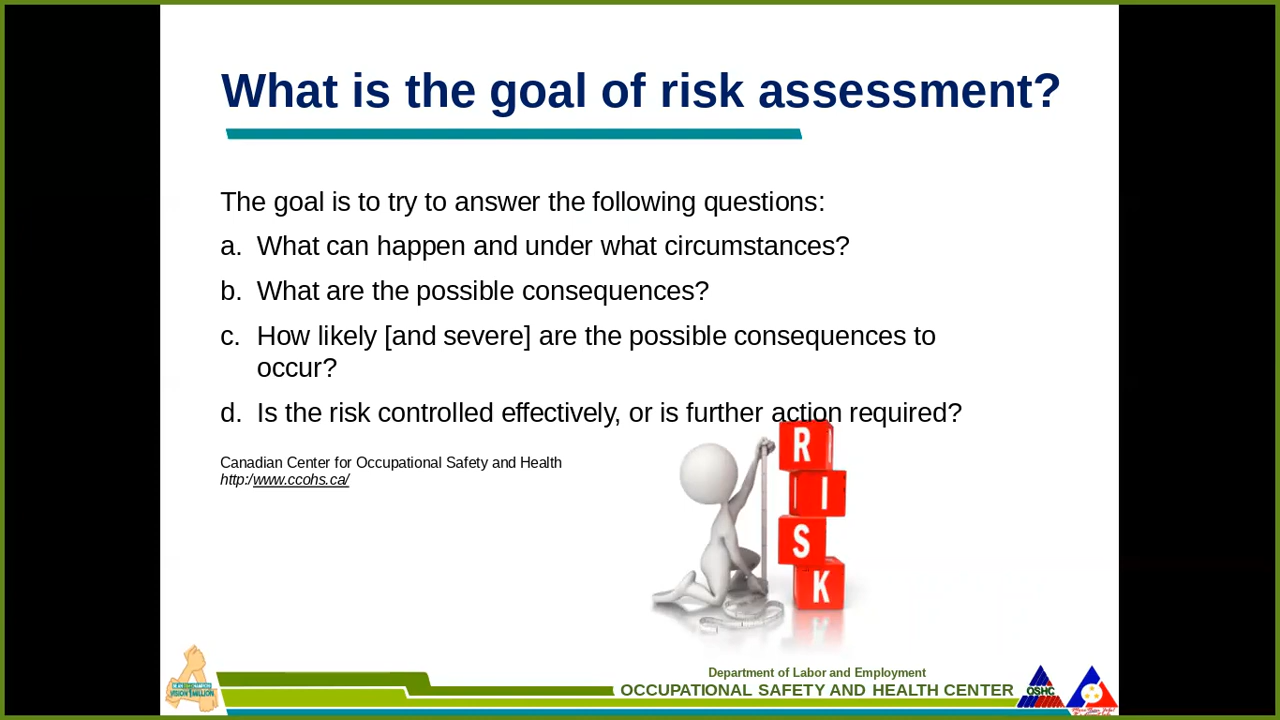 What is the goal of risk assessment?
The goal is to try to answer the following questions:
a. What can happen and under what circumstances?
b. What are the possible consequences?
c. How likely [and severe] are the possible consequences to
occur?
d. Is the risk controlled effectively, or is further action required?
Canadian Center for Occupational Safety and Health
http:/www.ccohs.ca/
R
I
S
K
VISION 1 MILLION
Department of Labor and Employment
OCCUPATIONAL SAFETY AND HEALTH CENTER
OSHC